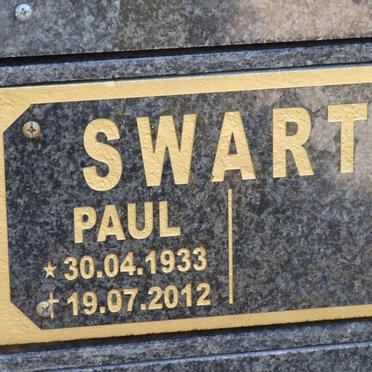 SWART
PAUL
★ 30.04.1933
✝ 19.07.2012